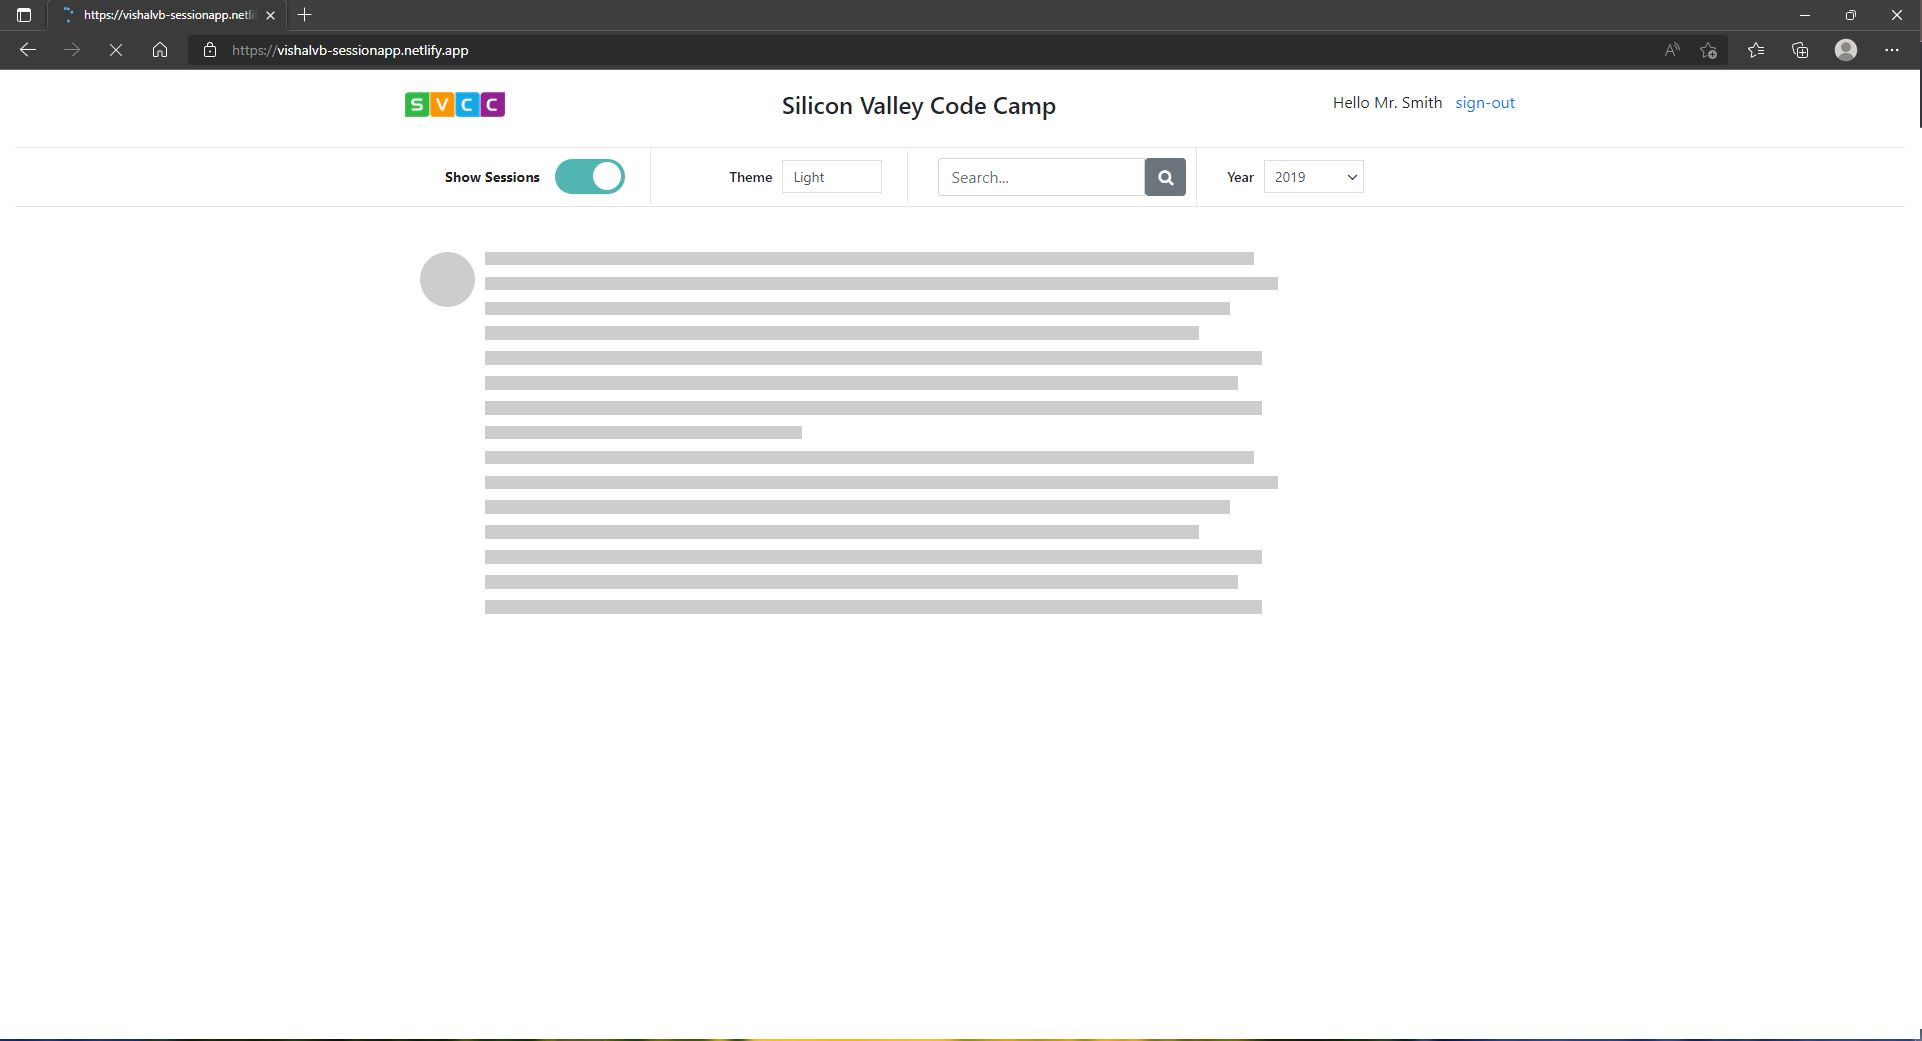 https://vishalvb-sessionapp.netli
https://vishalvb-sessionapp.netlify.app
SVCC
Silicon Valley Code Camp
Hello Mr. Smith sign-out
Show Sessions
Theme Light
Search...
Year 2019